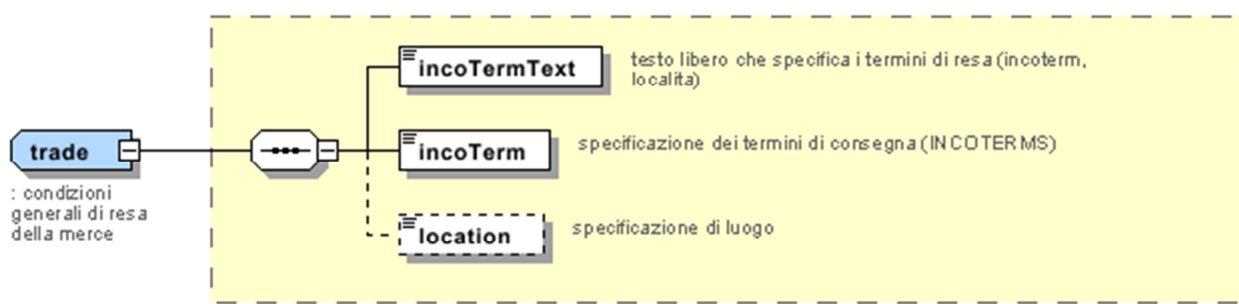 incoTermText
testo libero che specifica i termini di resa (incoterm,
localita)
trade
incoTerm
specificazione dei termini di consegna (INCOTERMS)
: condizioni
generali di resa
della merce
location
specificazione di luogo